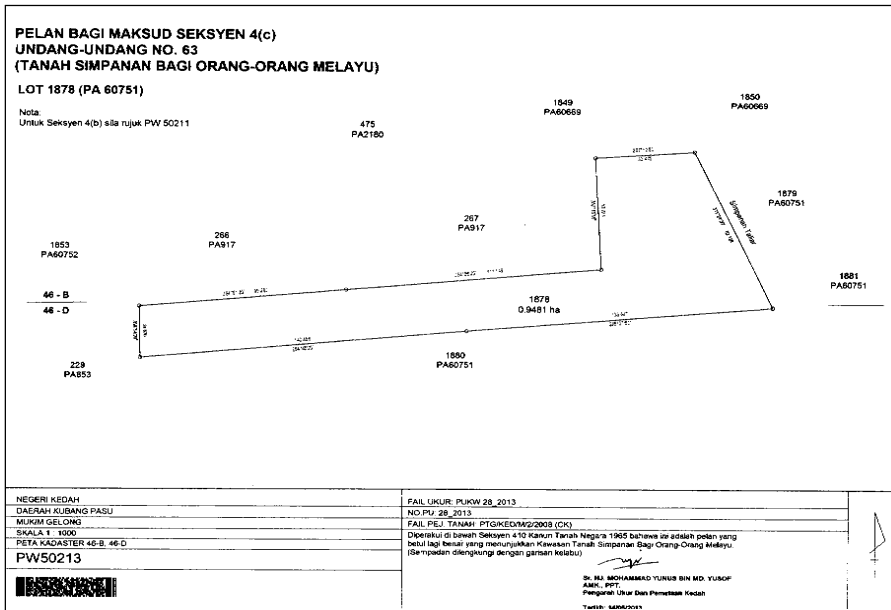 PELAN BAGI MAKSUD SEKSYEN 4(c)
UNDANG-UNDANG NO. 63
(TANAH SIMPANAN BAGI ORANG-ORANG MELAYU)
LOT 1878 (PA 60751)
Nota:
Untuk Seksyen 4(b) sila rujuk PW 50211
475
PA2180
1849
PA60669
1850
PA60669
1879
PA60751
Simpanan Taliair
266
PA917
267
PA917
1853
PA60752
46 - B
46 - D
1878
0.9481 ha
1881
PA60751
229
PA853
1880
PA60751
NEGERI KEDAH
DAERAH KUBANG PASU
MUKIM GELONG
SKALA 1 : 1000
PETA KADASTER 46-B, 46-D
PW50213
FAIL UKUR: PUKW 28_2013
NO.PU: 28_2013
FAIL PEJ. TANAH: PTG/KED/M/2/2008 (CK)
Diperakui di bawah Seksyen 410 Kanun Tanah Negara 1965 bahawa ini adalah pelan yang
betul lagi benar yang menunjukkan Kawasan Tanah Simpanan Bagi Orang-Orang Melayu.
(Sempadan dilengkungi dengan garisan kelabu)
Sr. HJ. MOHAMMAD YUNUS BIN MD. YUSOF
AMK., PPT.
Pengarah Ukur Dan Pemetaan Kedah